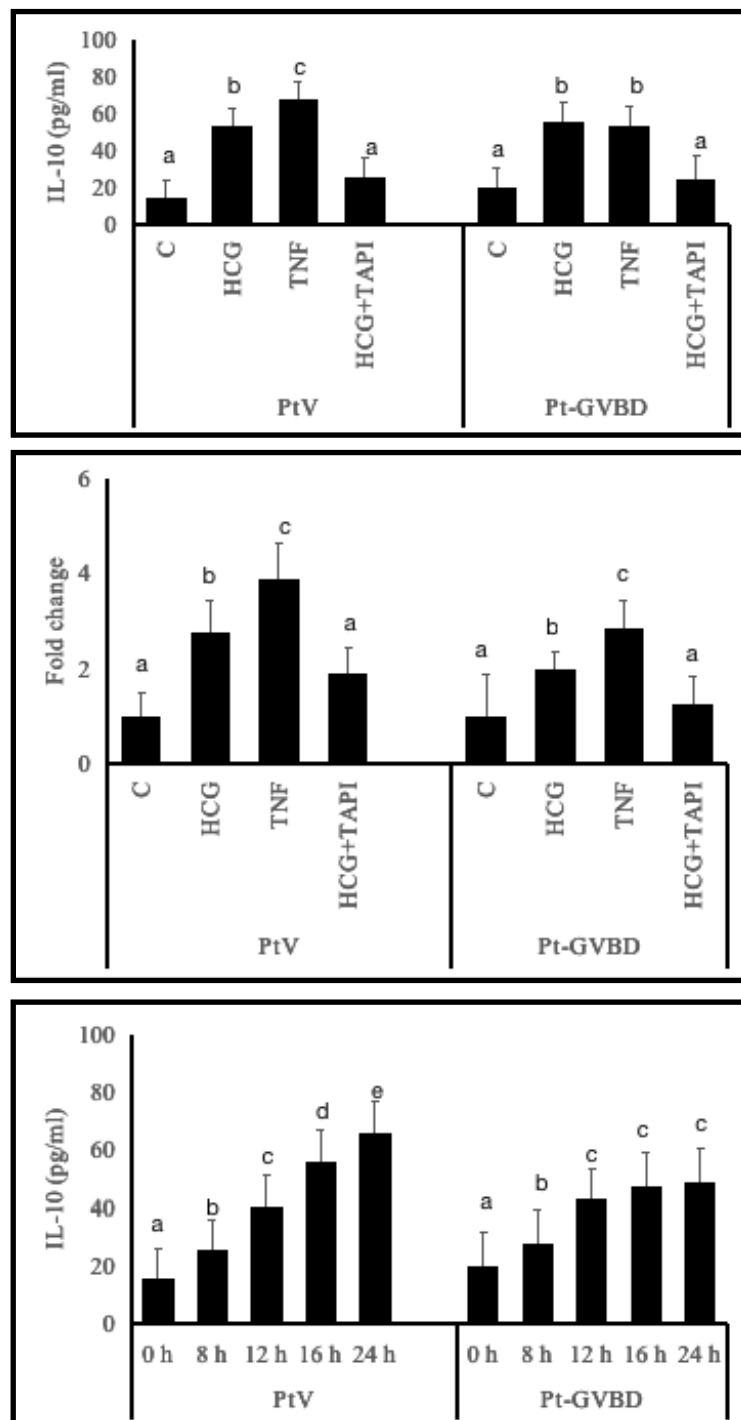 100
80
60
40
20
0
IL-10 (pg/ml)
a b c a a b b a
C HCG TNF HCG+TAPI C HCG TNF HCG+TAPI
PtV Pt-GVBD
6
4
2
0
Fold change
a b c a a b c a
C HCG TNF HCG+TAPI C HCG TNF HCG+TAPI
PtV Pt-GVBD
100
80
60
40
20
0
IL-10 (pg/ml)
a b c d e a b c c c
0 h 8 h 12 h 16 h 24 h 0 h 8 h 12 h 16 h 24 h
PtV Pt-GVBD